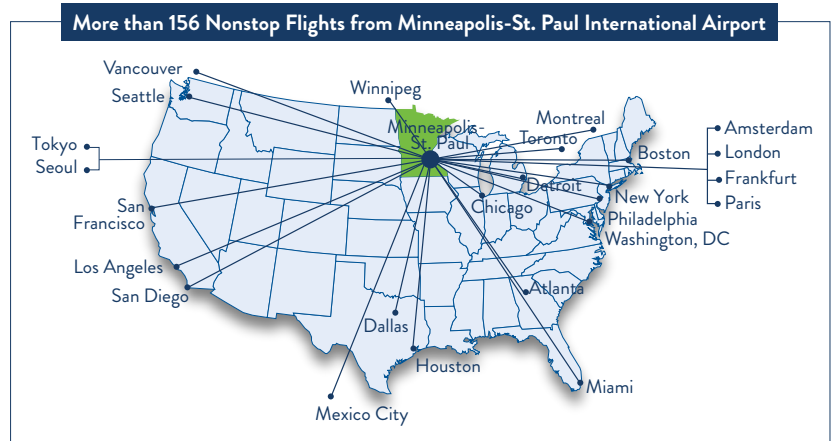 More than 156 Nonstop Flights from Minneapolis-St. Paul International Airport
Vancouver
Seattle
Winnipeg
Minneapolis-
St. Paul
Montreal
Toronto
Boston
Tokyo
Seoul
Amsterdam
London
Frankfurt
Paris
Detroit
Chicago
New York
Philadelphia
Washington, DC
San
Francisco
Los Angeles
San Diego
Atlanta
Dallas
Houston
Miami
Mexico City